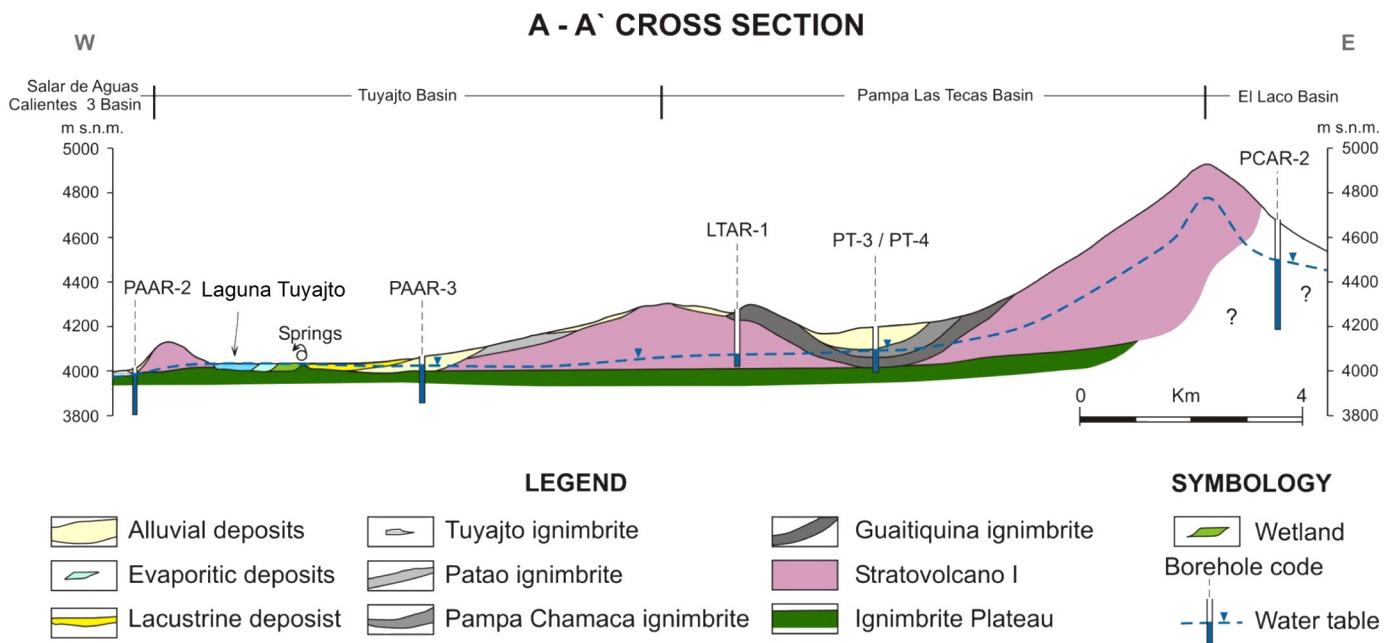 A - A` CROSS SECTION
W
E
Salar de Aguas
Calientes 3 Basin
Tuyajto Basin
Pampa Las Tecas Basin
El Laco Basin
m s.n.m.
m s.n.m.
5000
4800
4600
4400
4200
4000
3800
5000
4800
4600
4400
4200
4000
3800
PAAR-2
Laguna Tuyajto
Springs
PAAR-3
LTAR-1
PT-3 / PT-4
PCAR-2
?
?
0 Km 4
LEGEND
Alluvial deposits
Evaporitic deposits
Lacustrine deposist
Tuyajto ignimbrite
Patao ignimbrite
Pampa Chamaca ignimbrite
Guaitiquina ignimbrite
Stratovolcano I
Ignimbrite Plateau
SYMBOLOGY
Wetland
Borehole code
Water table